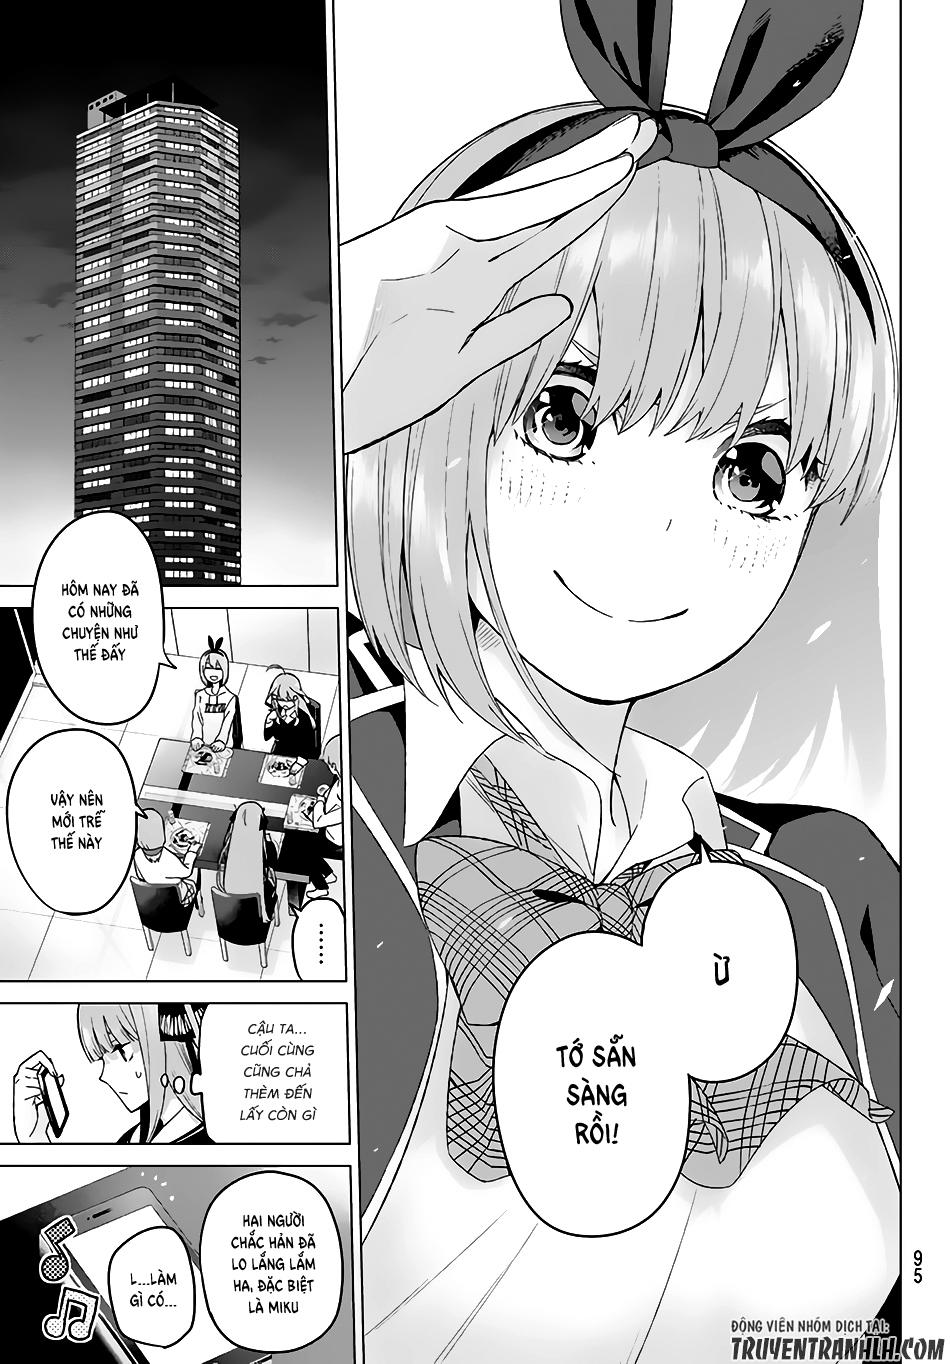 Ừ
TỚ SẴN
SÀNG
RỒI!
HÔM NAY ĐÃ
CÓ NHỮNG
CHUYỆN NHƯ
THẾ ĐẤY
VẬY NÊN
MỚI TRỄ
THẾ NÀY
......
CẬU TA...
CUỐI CÙNG
CŨNG CHẢ
THÈM ĐẾN
LẤY CÒN GÌ
HAI NGƯỜI
CHẮC HẲN ĐÃ
LO LẮNG LẮM
HA, ĐẶC BIỆT
LÀ MIKU
L...LÀM
GÌ CÓ...
95
ĐỘNG VIÊN NHÓM DỊCH TẠI:
TRUYENTRANHLH.COM